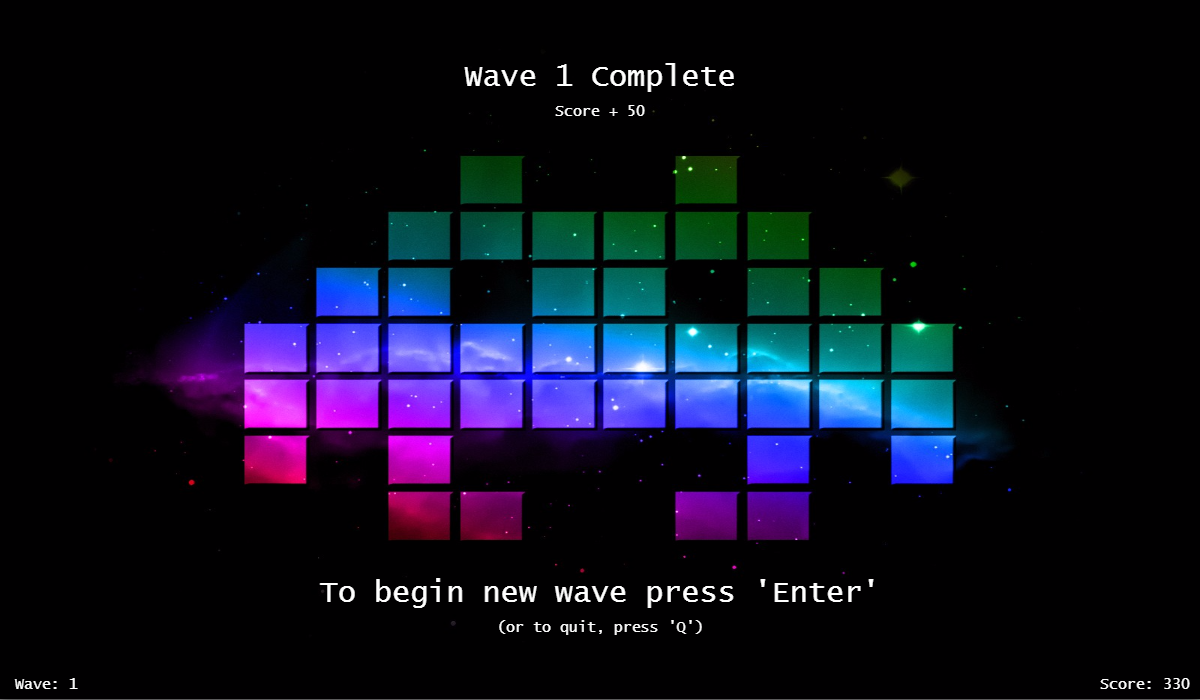 Wave 1 Complete
Score + 50
To begin new wave press 'Enter'
(or to quit, press 'Q')
Wave: 1
Score: 330